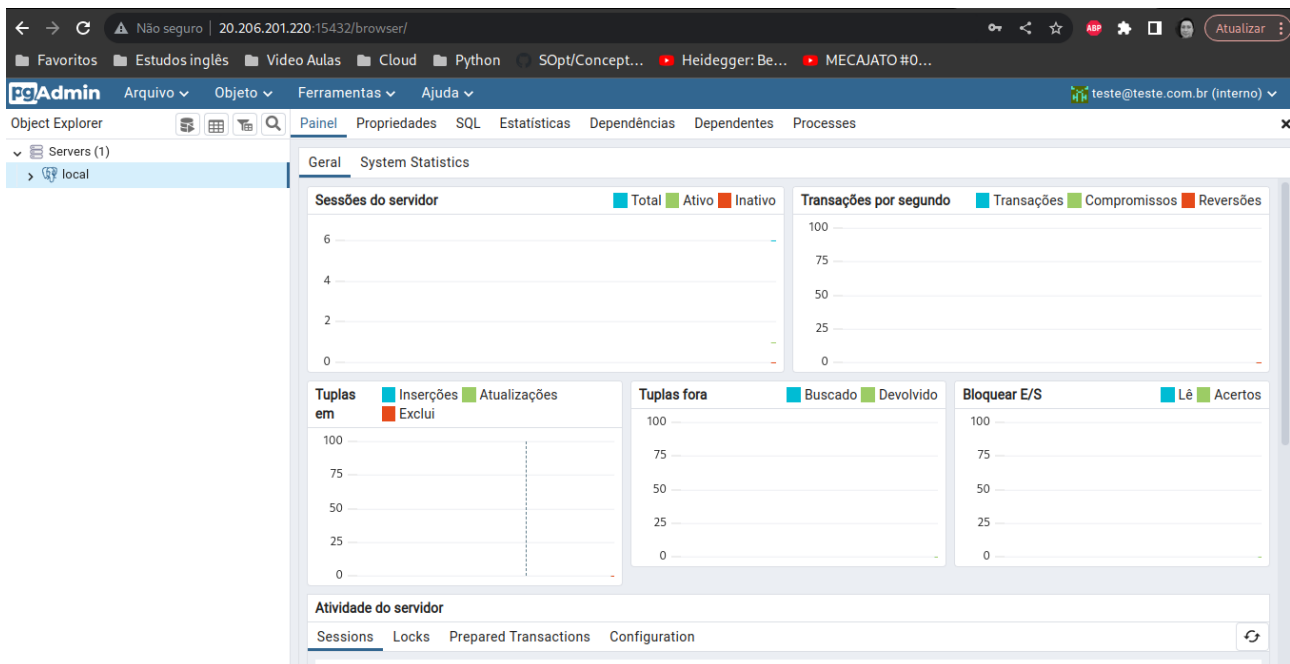 Não seguro | 20.206.201.220:15432/browser/
ABP
Atualizar
Favoritos Estudos inglês Video Aulas Cloud Python SOpt/Concept... Heidegger: Be... MECAJATO #0...
pgAdmin Arquivo Objeto Ferramentas Ajuda teste@teste.com.br (interno)
Object Explorer Painel Propriedades SQL Estatísticas Dependências Dependentes Processes
Servers (1)
local
Geral System Statistics
Sessões do servidor Total Ativo Inativo
6
4
2
0
Transações por segundo Transações Compromissos Reversões
100
75
50
25
0
Tuplas em Inserções Atualizações
Exclui
100
75
50
25
0
Tuplas fora Buscado Devolvido
100
75
50
25
0
Bloquear E/S Lê Acertos
100
75
50
25
0
Atividade do servidor
Sessions Locks Prepared Transactions Configuration